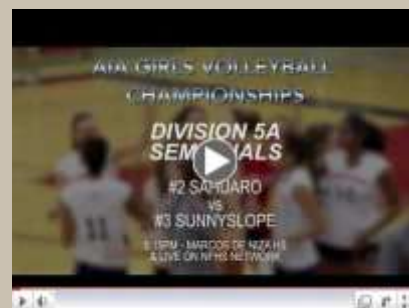 AIA GIRLS VOLLEYBALL
CHAMPIONSHIPS
DIVISION 5A
#2 SAHUARO
VS
#3 SUNNYSLOPE
PM - MARCOS DE NIZA HS
& LIVE ON NFHS NETWORK
11